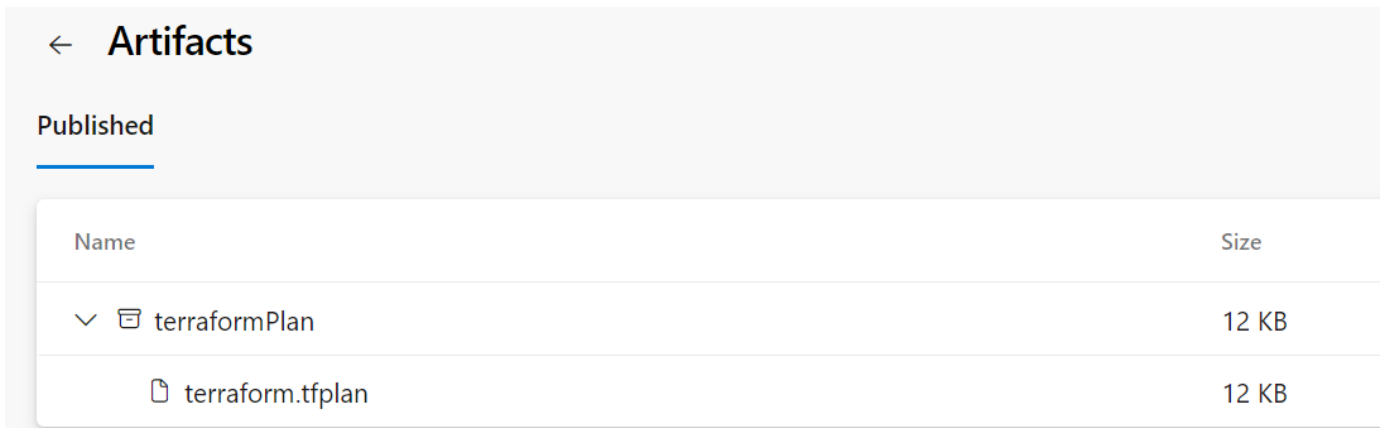 Artifacts
Published
Name Size
terraformPlan 12 KB
terraform.tfplan 12 KB